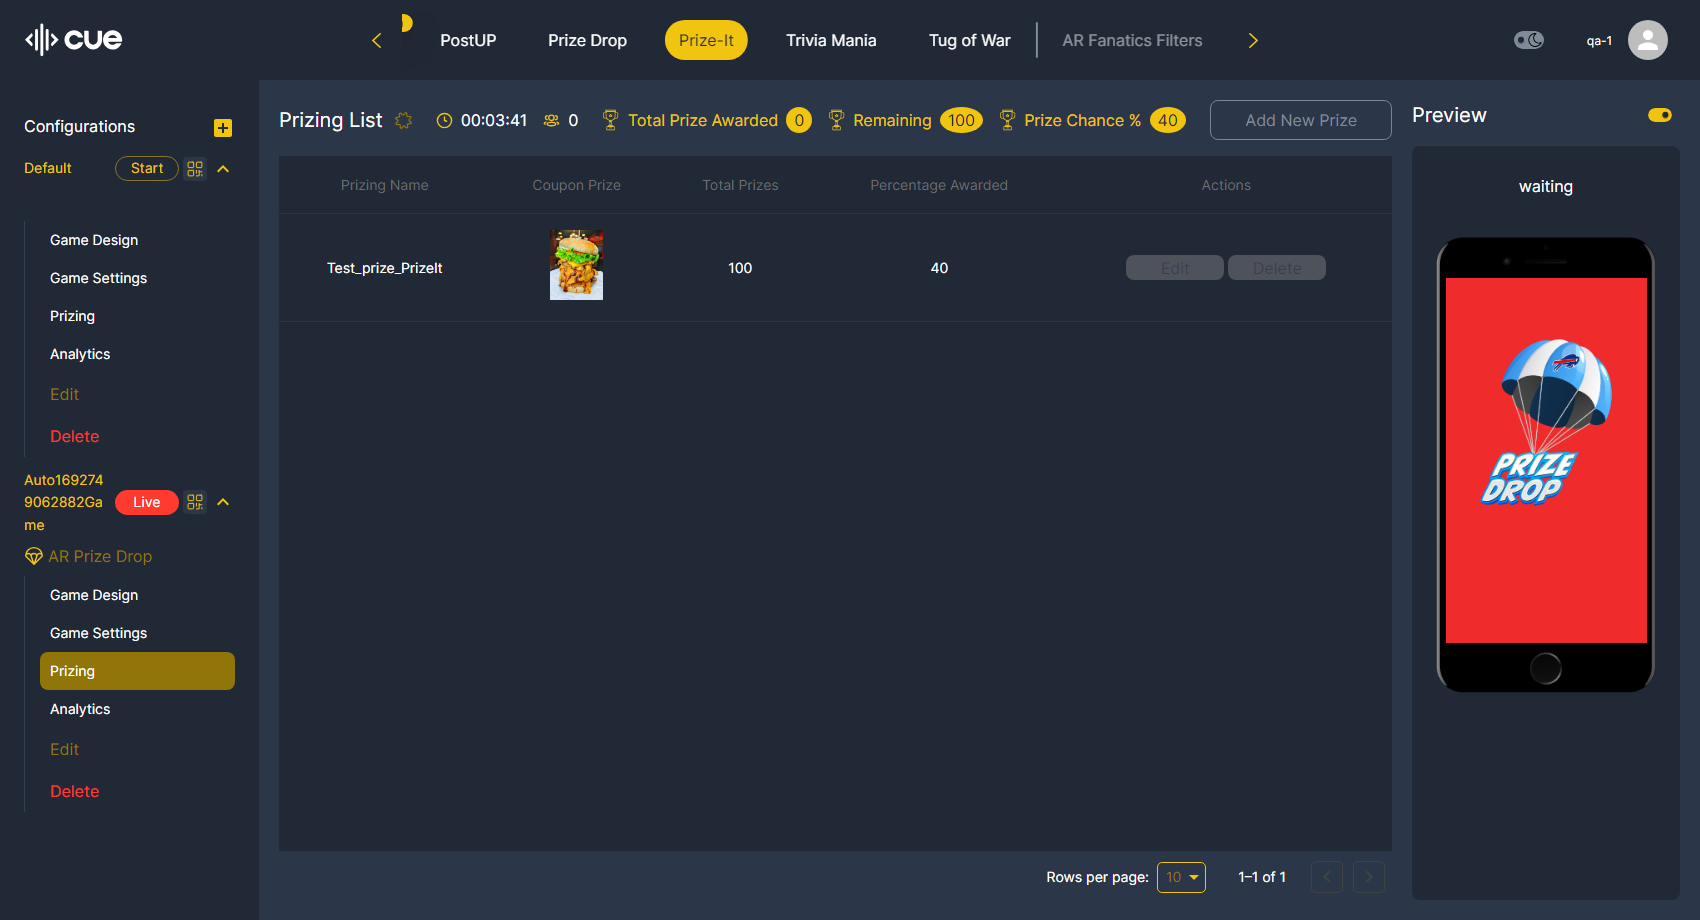 cue
PostUP Prize Drop Prize-It Trivia Mania Tug of War AR Fanatics Filters
qa-1
Configurations
Default Start
Game Design
Game Settings
Prizing
Analytics
Edit
Delete
Auto169274
9062882Ga
me
Live
AR Prize Drop
Game Design
Game Settings
Prizing
Analytics
Edit
Delete
Prizing List 00:03:41 0 Total Prize Awarded 0 Remaining 100 Prize Chance % 40 Add New Prize
Prizing Name Coupon Prize Total Prizes Percentage Awarded Actions
Test_prize_PrizeIt 100 40 Edit Delete
Rows per page: 10 1–1 of 1
Preview
waiting
PRIZE
DROP